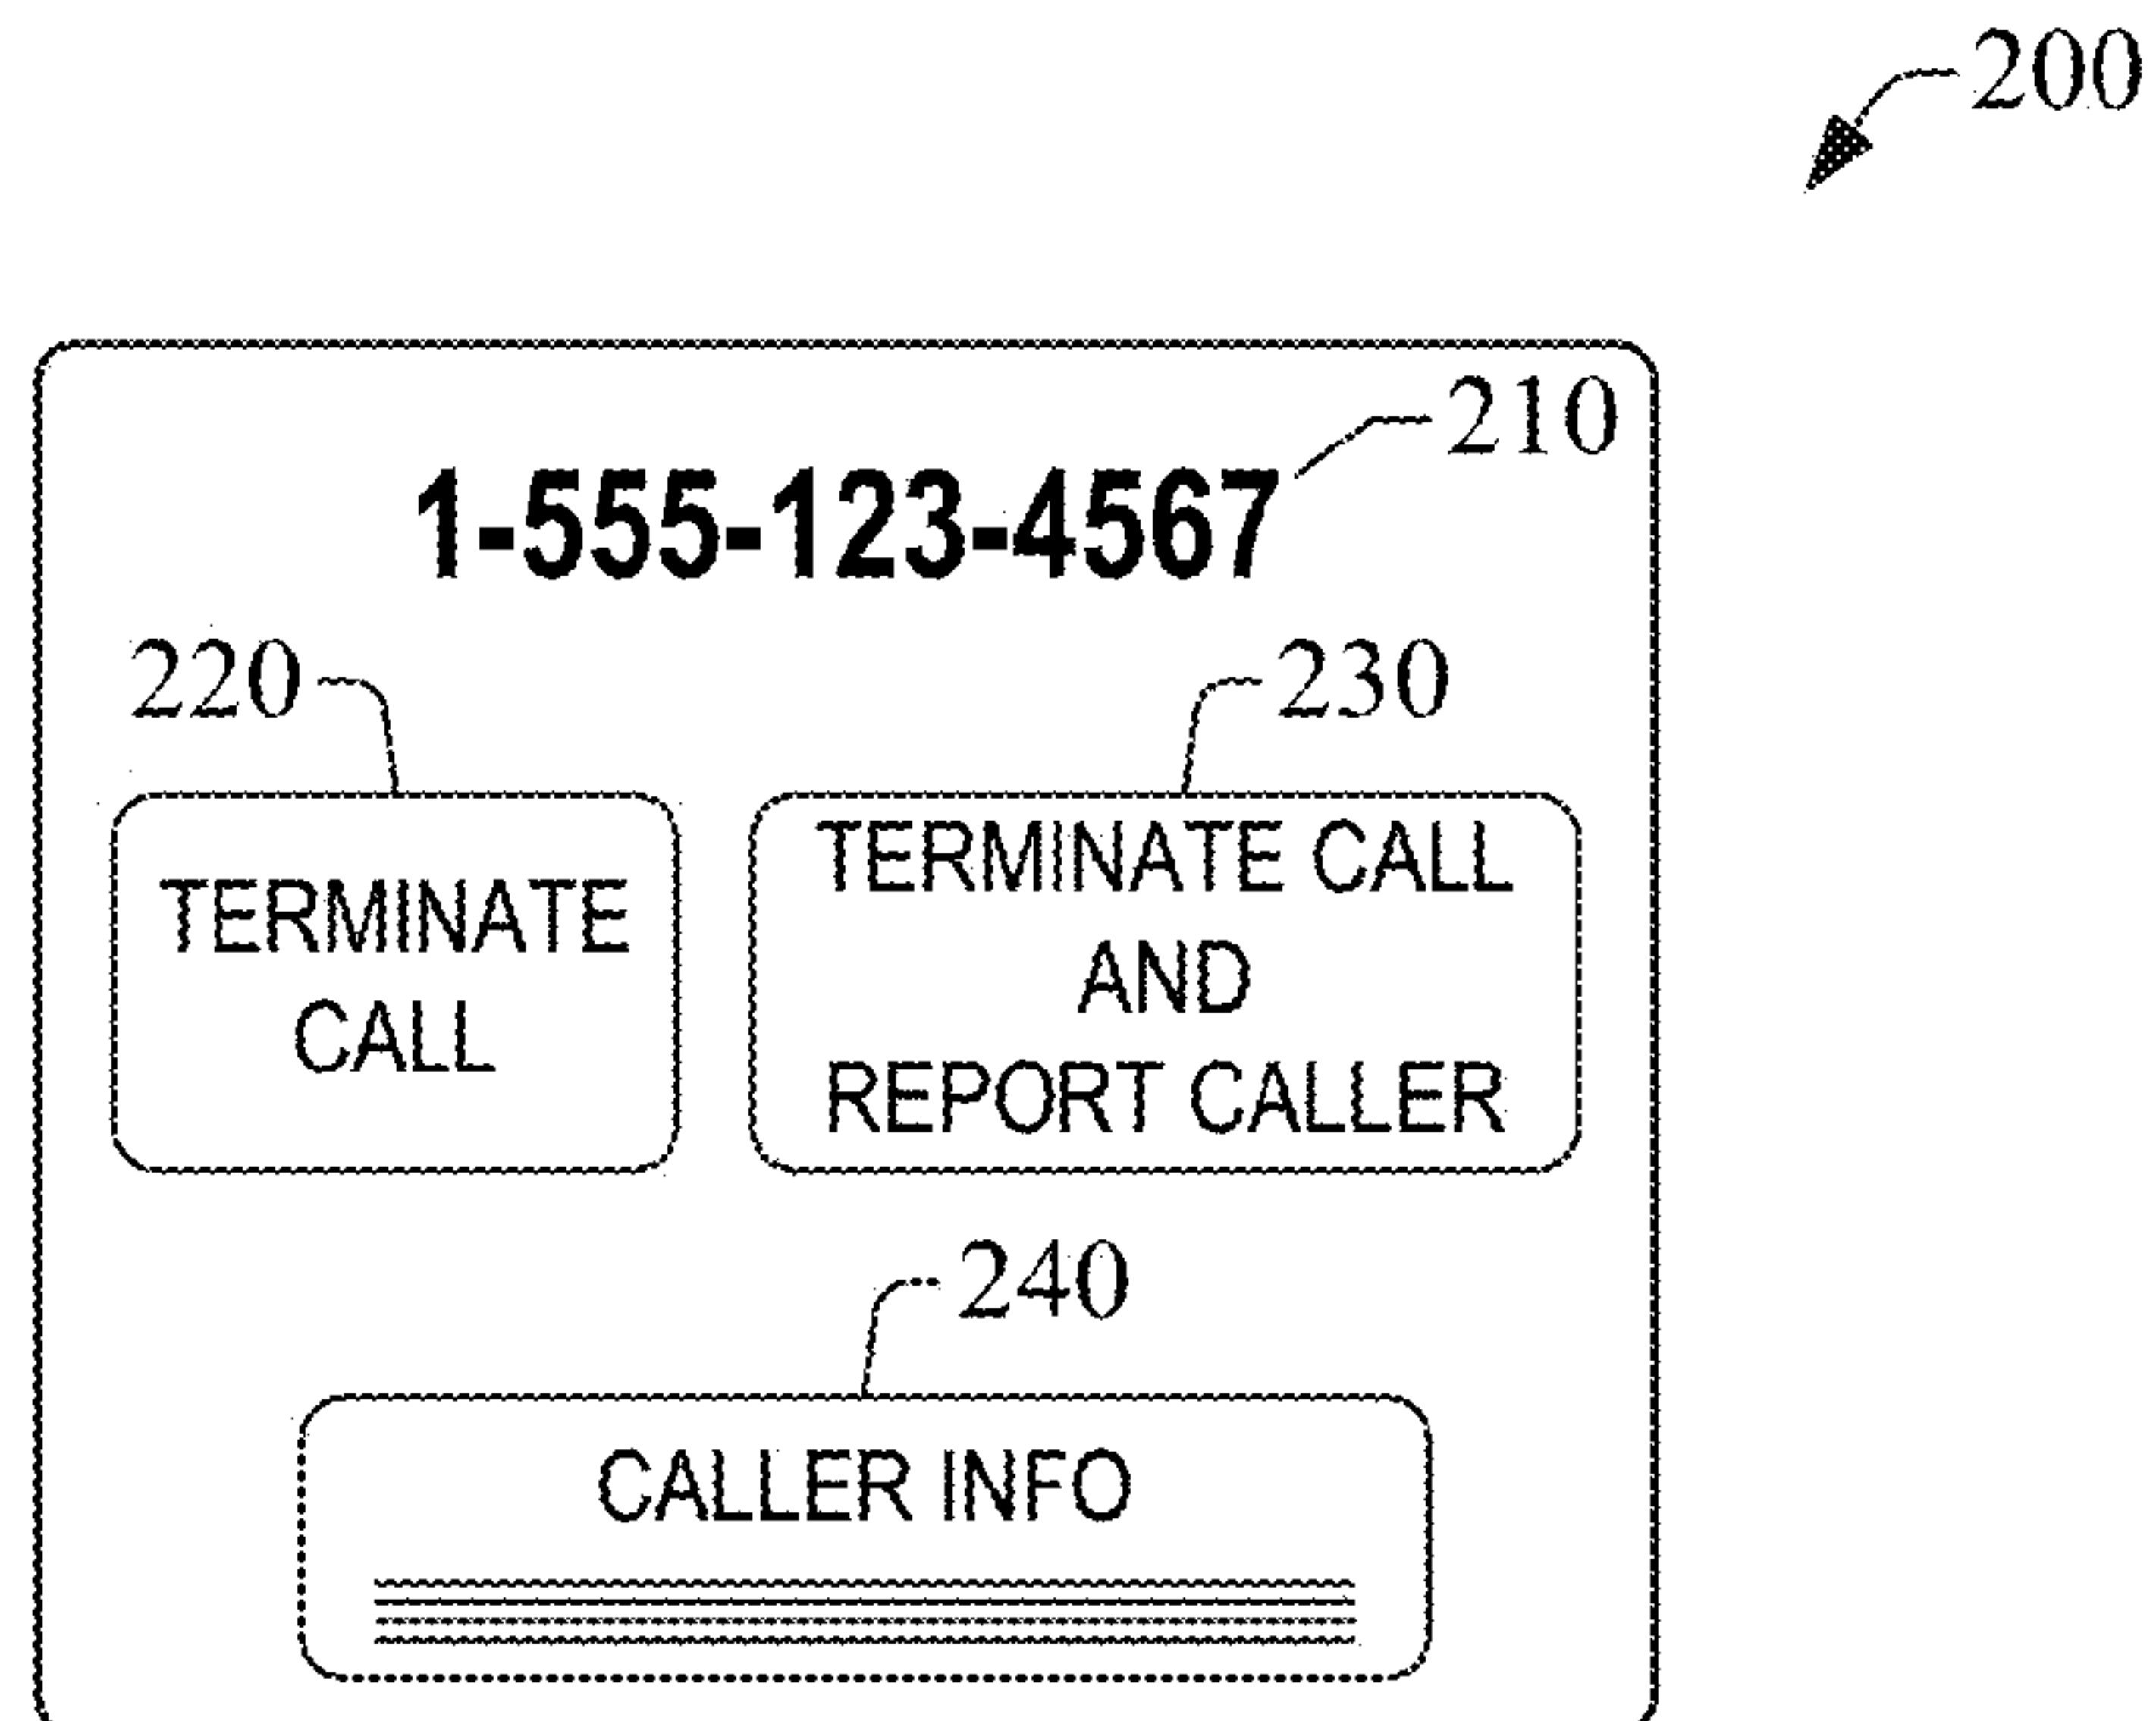 200
210
1-555-123-4567
220
230
TERMINATE
CALL
TERMINATE CALL
AND
REPORT CALLER
240
CALLER INFO